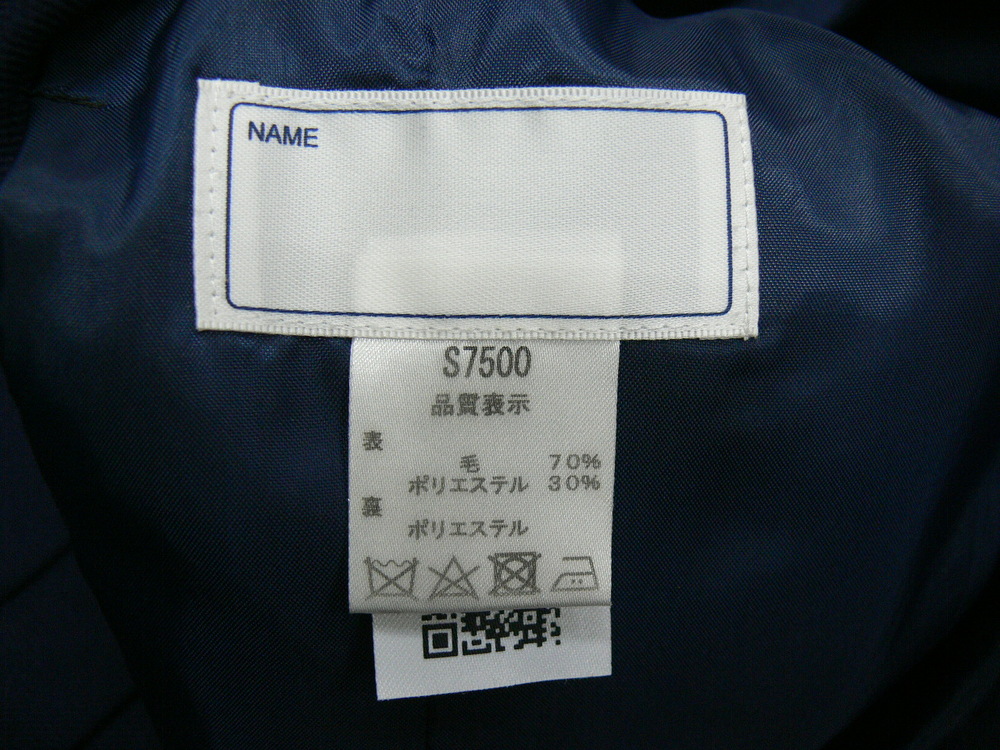 NAME
S7500
品質表示
表
毛 70%
ポリエステル 30%
裏
ポリエステル